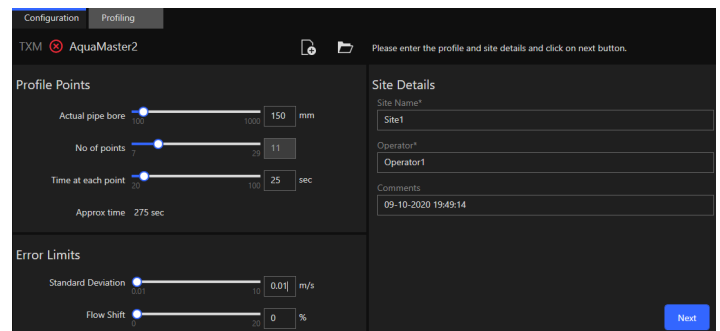 Configuration Profiling
TXM AquaMaster2
Please enter the profile and site details and click on next button.
Profile Points
Actual pipe bore 100 1000 150 mm
No of points 7 29 11
Time at each point 20 100 25 sec
Approx time 275 sec
Error Limits
Standard Deviation 0.01 10 0.01 m/s
Flow Shift 0 20 0 %
Site Details
Site Name*
Site1
Operator*
Operator1
Comments
09-10-2020 19:49:14
Next